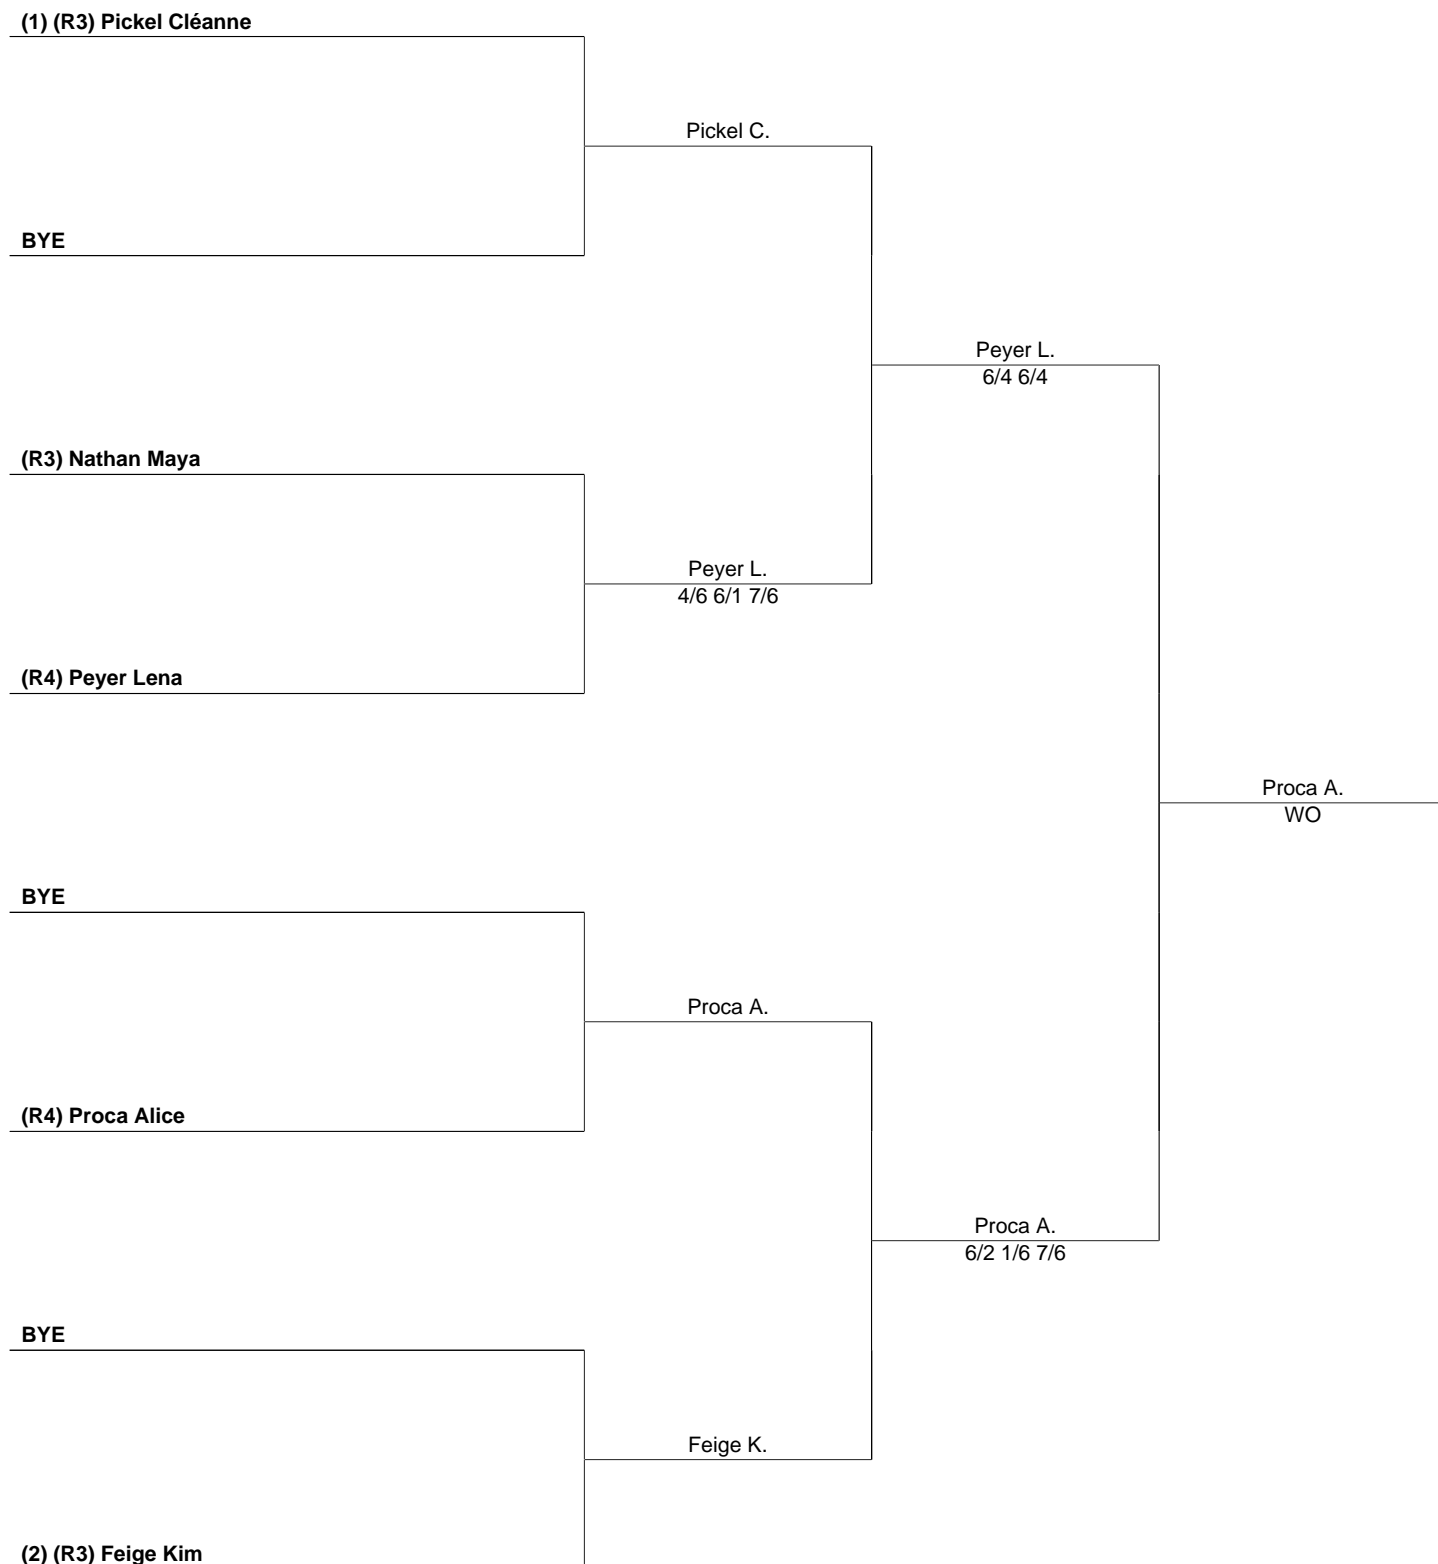 (1) (R3) Pickel Cléanne
Pickel C.
BYE
Peyer L.
6/4 6/4
(R3) Nathan Maya
Peyer L.
4/6 6/1 7/6
(R4) Peyer Lena
Proca A.
WO
BYE
Proca A.
(R4) Proca Alice
Proca A.
6/2 1/6 7/6
BYE
Feige K.
(2) (R3) Feige Kim